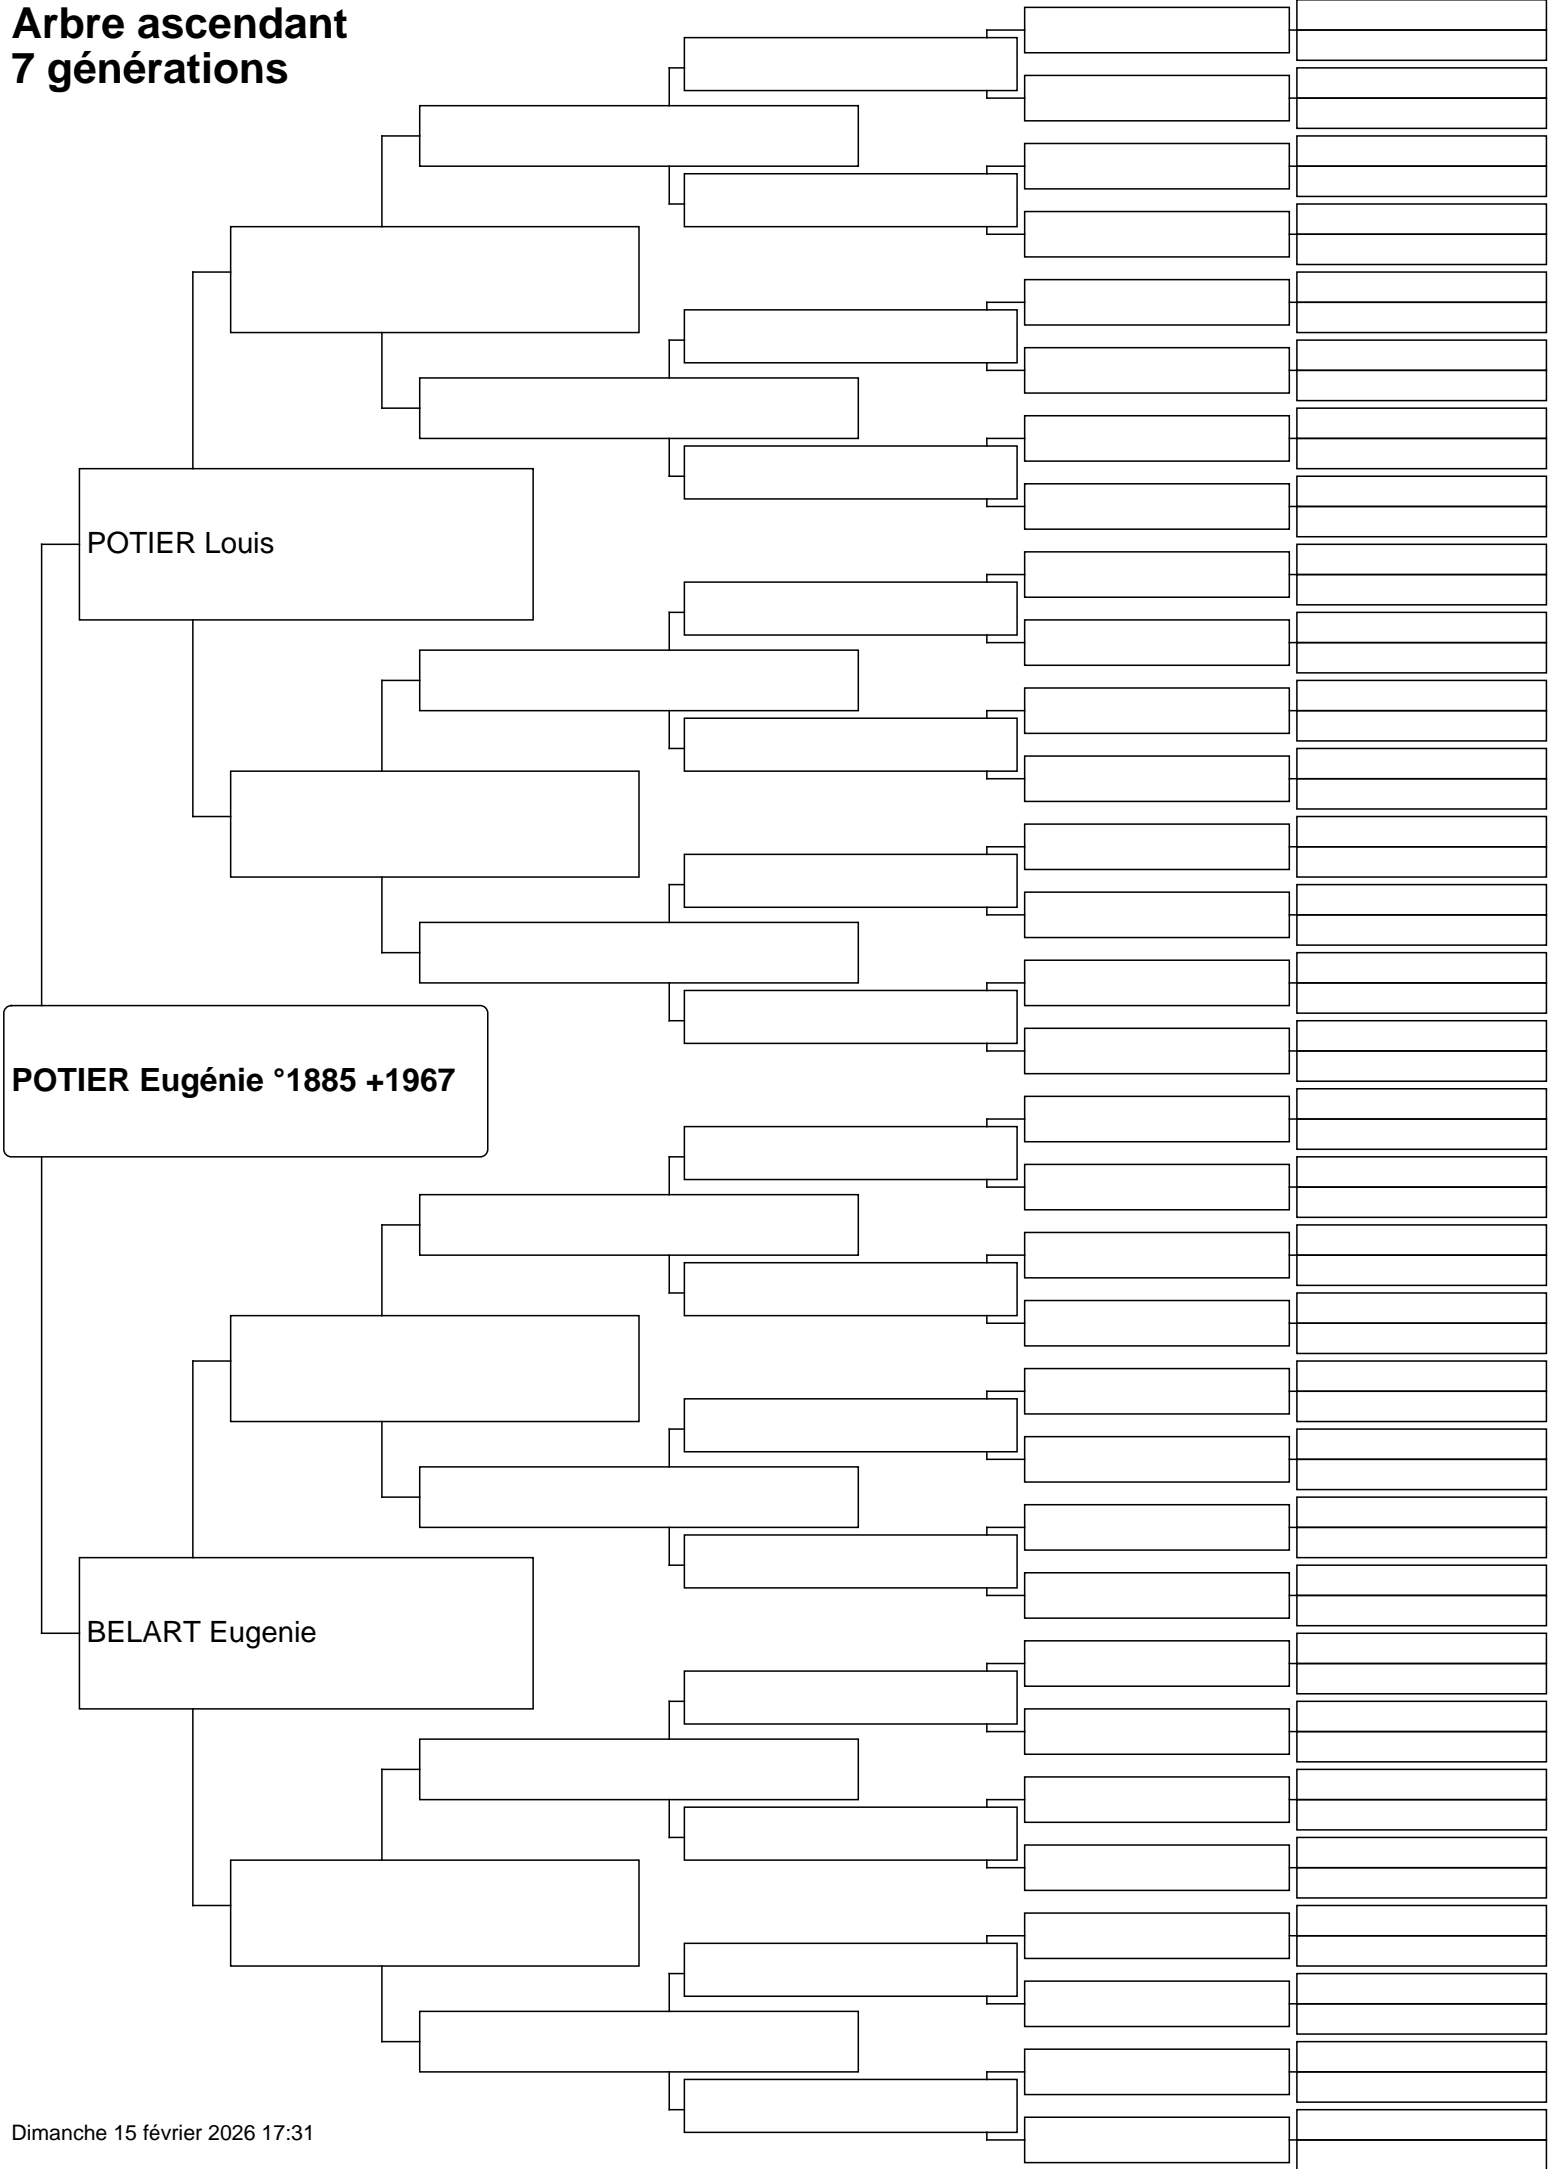 Arbre ascendant
7 générations
POTIER Louis
POTIER Eugénie °1885 +1967
BELART Eugenie
Dimanche 15 février 2026 17:31